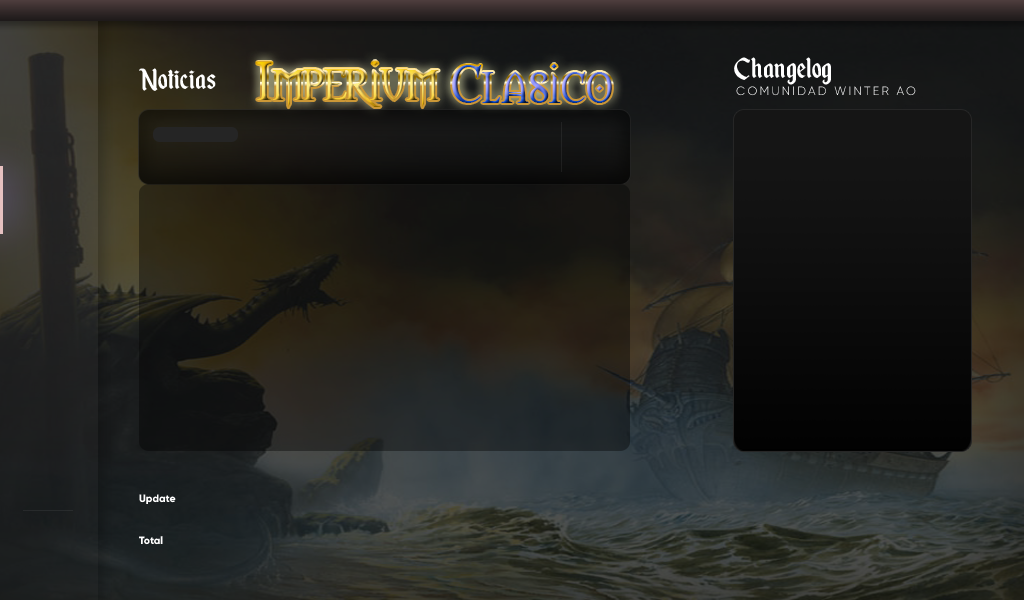 Noticias
Imperium Clasico
Changelog
COMUNIDAD WINTER AO
Update
Total